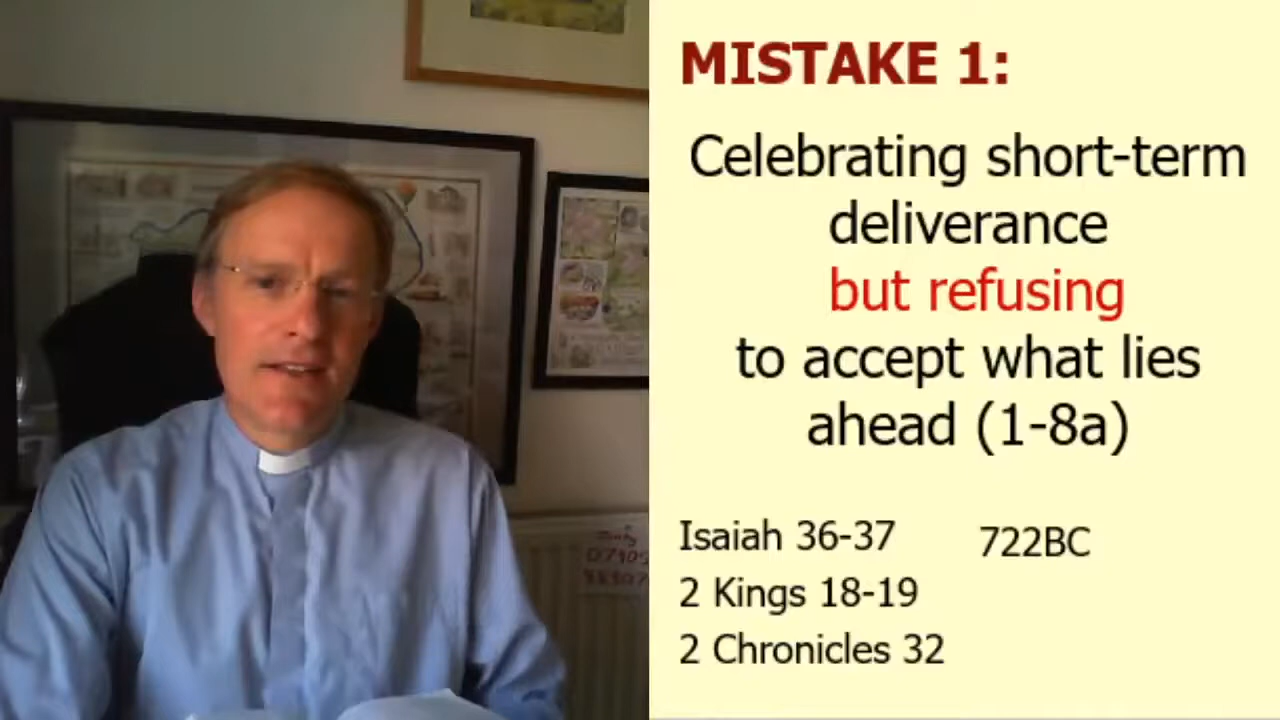 MISTAKE 1:
Celebrating short-term
deliverance
but refusing
to accept what lies
ahead (1-8a)
Isaiah 36-37 722BC
2 Kings 18-19
2 Chronicles 32